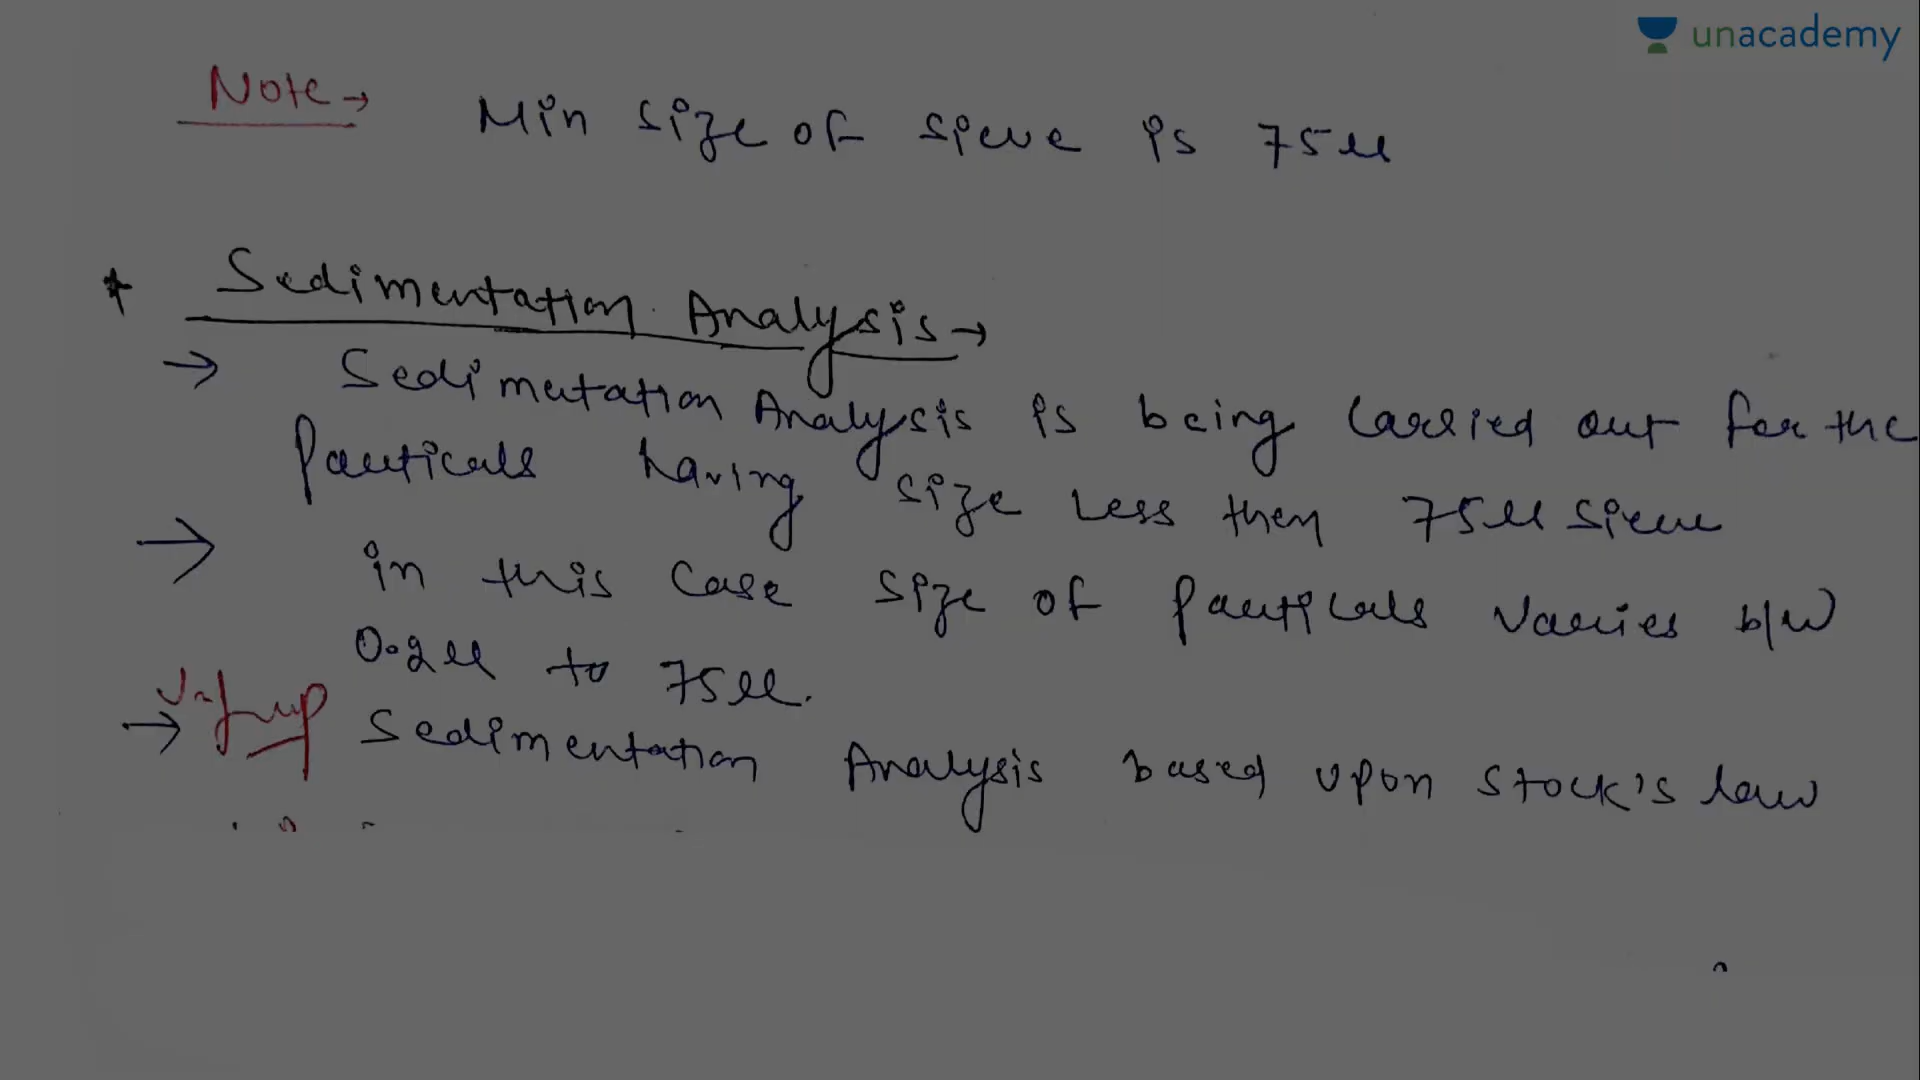 unacademy
Note →
Min size of sieve is 75μ
* Sedimentation Analysis →
→ Sedimutation Analysis is being carried out for the
Particals having size less then 75μ sieve
→ in this case size of particals varies b/w
0.2μ to 75μ.
→ V-Imp Sedimentation Analysis based upon stock's law